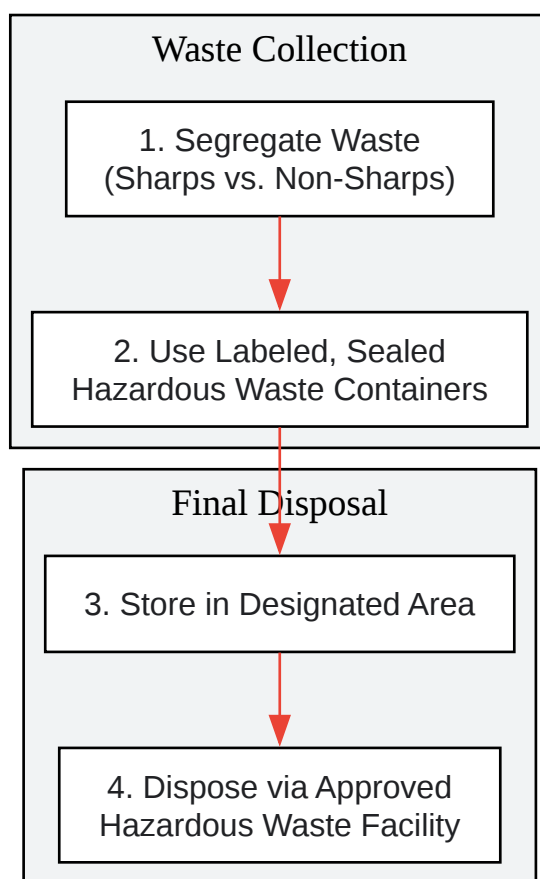 Waste Collection
1. Segregate Waste
(Sharps vs. Non-Sharps)
2. Use Labeled, Sealed
Hazardous Waste Containers
Final Disposal
3. Store in Designated Area
4. Dispose via Approved
Hazardous Waste Facility